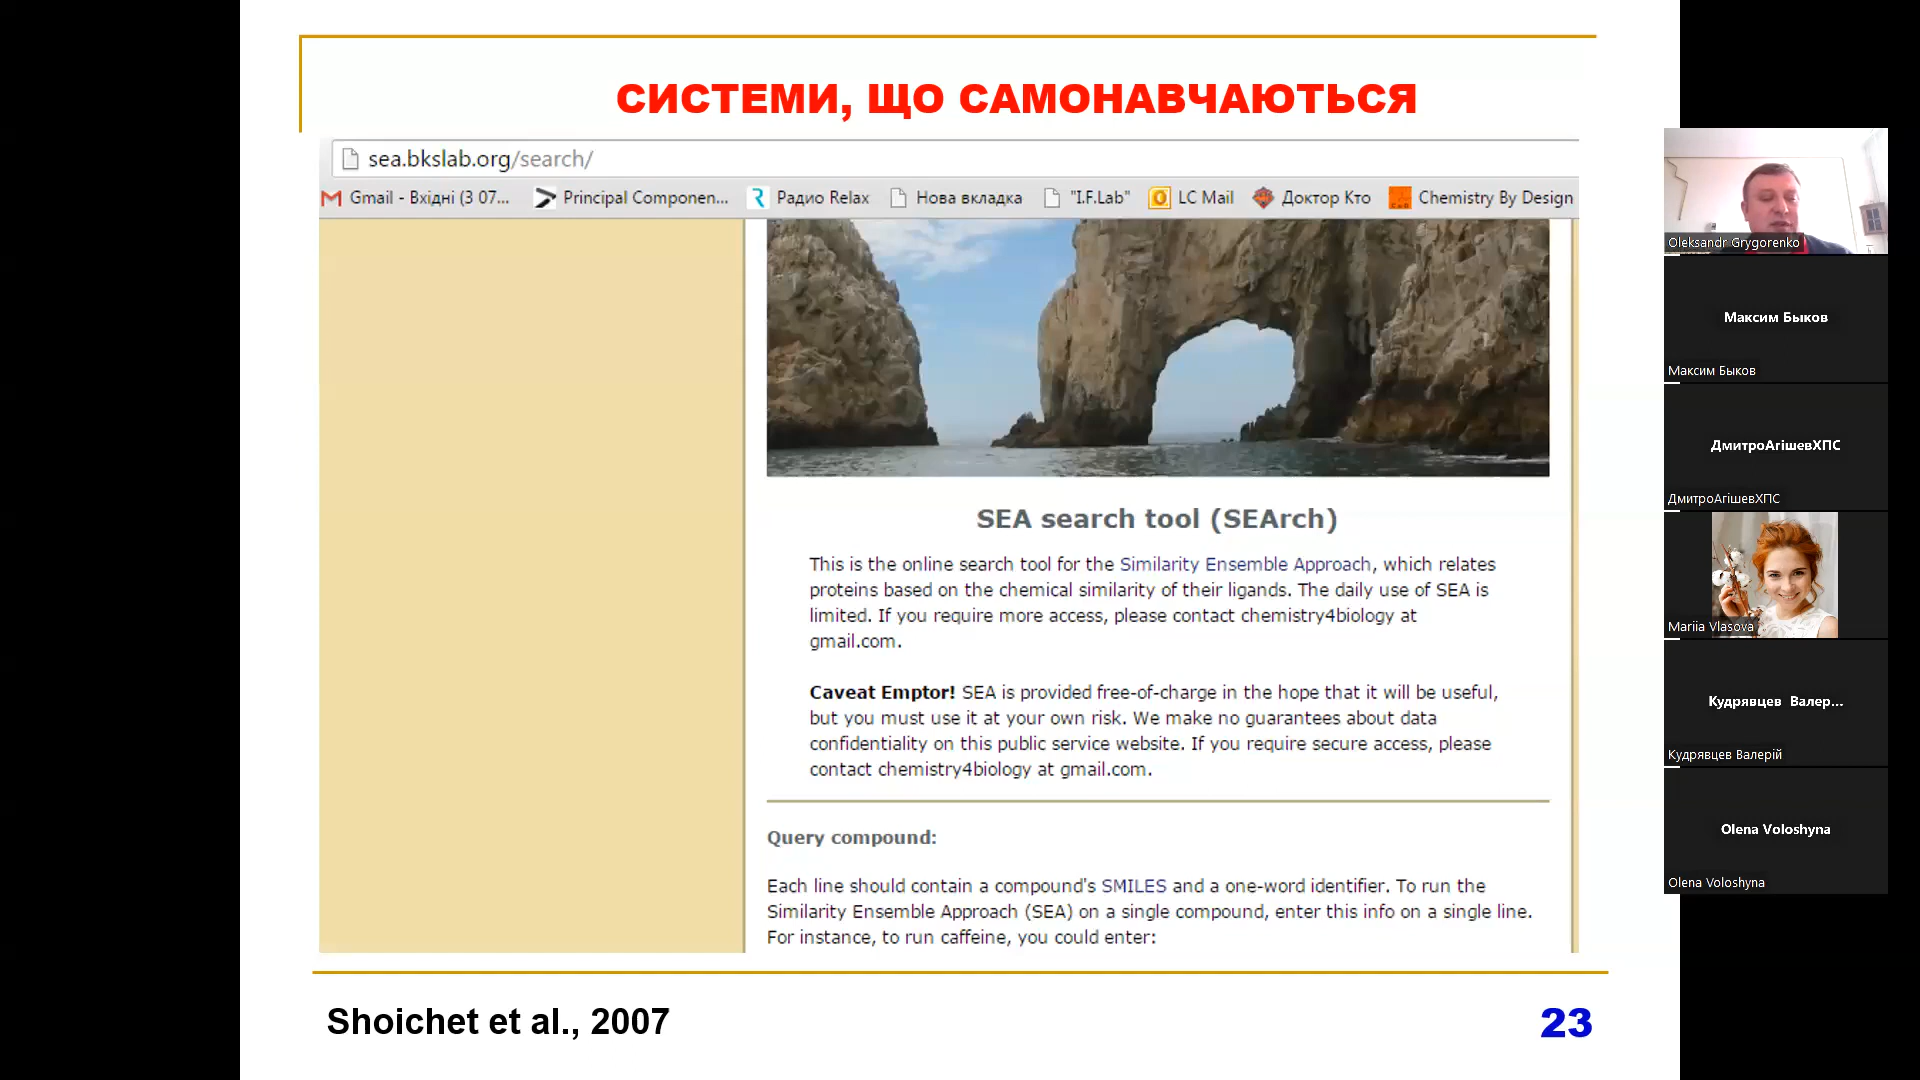 СИСТЕМИ, ЩО САМОНАВЧАЮТЬСЯ
sea.bkslab.org/search/
Gmail - Вхідні (3 07... Principal Componen... Радио Relax Нова вкладка "I.F.Lab" LC Mail Доктор Кто Chemistry By Design
SEA search tool (SEArch)
This is the online search tool for the Similarity Ensemble Approach, which relates
proteins based on the chemical similarity of their ligands. The daily use of SEA is
limited. If you require more access, please contact chemistry4biology at
gmail.com.
Caveat Emptor! SEA is provided free-of-charge in the hope that it will be useful,
but you must use it at your own risk. We make no guarantees about data
confidentiality on this public service website. If you require secure access, please
contact chemistry4biology at gmail.com.
Query compound:
Each line should contain a compound's SMILES and a one-word identifier. To run the
Similarity Ensemble Approach (SEA) on a single compound, enter this info on a single line.
For instance, to run caffeine, you could enter:
Shoichet et al., 2007
23
Oleksandr Grygorenko
Максим Быков
Максим Быков
ДмитроАгішевХПС
ДмитроАгішевХПС
Mariia Vlasova
Кудрявцев Валер...
Кудрявцев Валерій
Olena Voloshyna
Olena Voloshyna